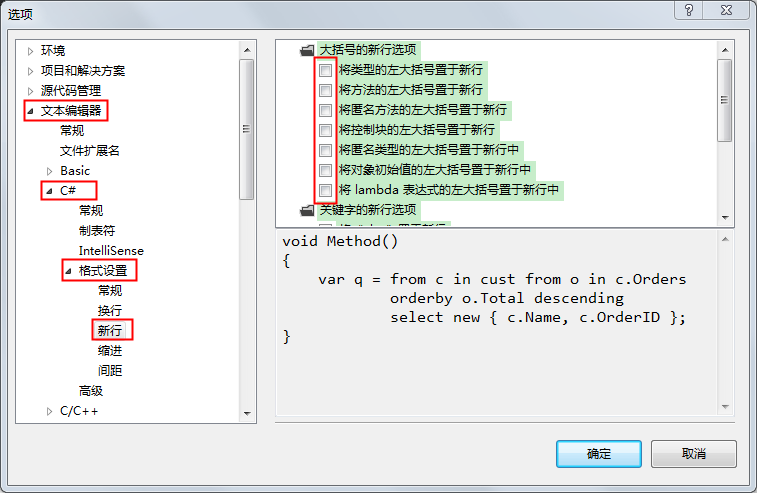 选项
环境
项目和解决方案
源代码管理
文本编辑器
常规
文件扩展名
Basic
C#
常规
制表符
IntelliSense
格式设置
常规
换行
新行
缩进
间距
高级
C/C++
大括号的新行选项
将类型的左大括号置于新行
将方法的左大括号置于新行
将匿名方法的左大括号置于新行
将控制块的左大括号置于新行
将匿名类型的左大括号置于新行中
将对象初始值的左大括号置于新行中
将 lambda 表达式的左大括号置于新行中
关键字的新行选项
void Method()
{
    var q = from c in cust from o in c.Orders
            orderby o.Total descending
            select new { c.Name, c.OrderID };
}
确定
取消